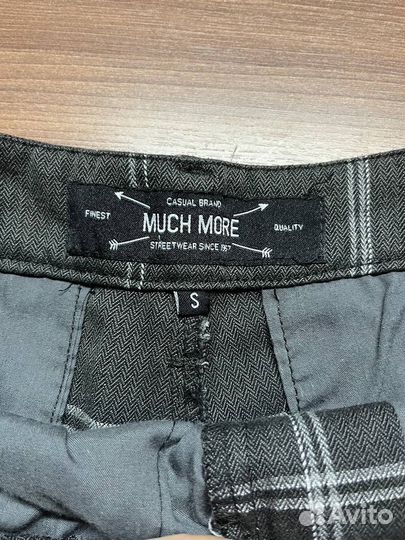 CASUAL BRAND
FINEST
MUCH MORE
QUALITY
STREETWEAR SINCE
S
Avito